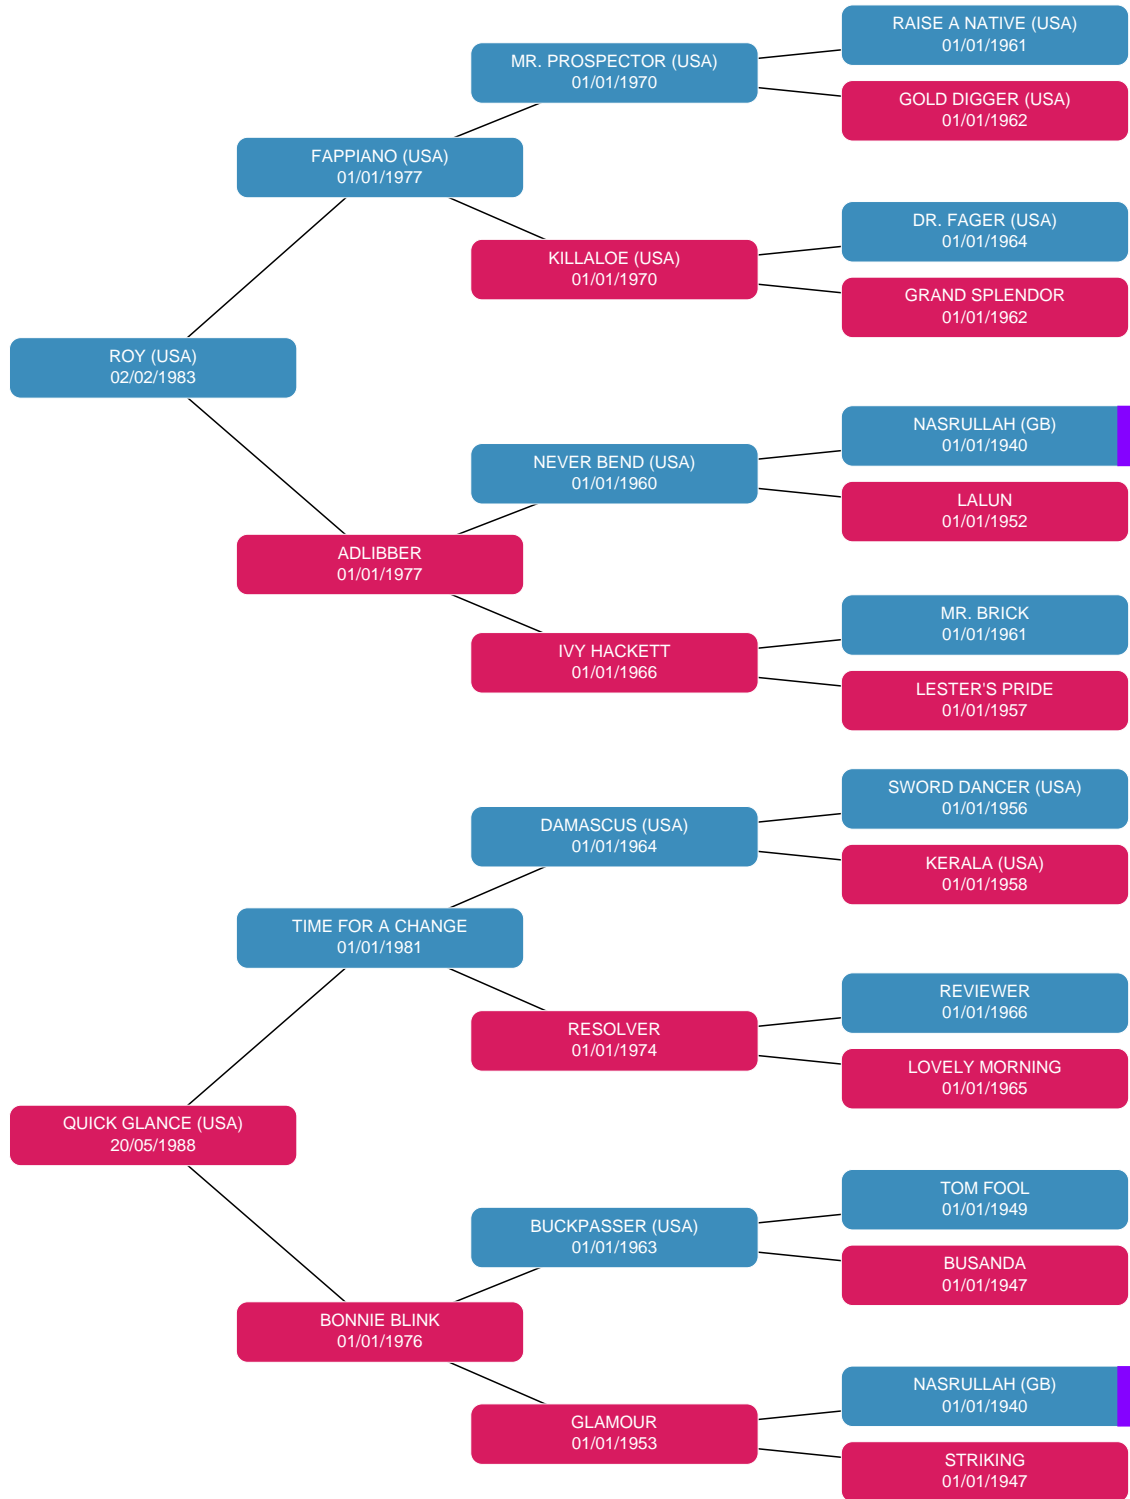 RAISE A NATIVE (USA)
01/01/1961
MR. PROSPECTOR (USA)
01/01/1970
GOLD DIGGER (USA)
01/01/1962
FAPPIANO (USA)
01/01/1977
DR. FAGER (USA)
01/01/1964
KILLALOE (USA)
01/01/1970
GRAND SPLENDOR
01/01/1962
ROY (USA)
02/02/1983
NASRULLAH (GB)
01/01/1940
NEVER BEND (USA)
01/01/1960
LALUN
01/01/1952
ADLIBBER
01/01/1977
MR. BRICK
01/01/1961
IVY HACKETT
01/01/1966
LESTER'S PRIDE
01/01/1957
SWORD DANCER (USA)
01/01/1956
DAMASCUS (USA)
01/01/1964
KERALA (USA)
01/01/1958
TIME FOR A CHANGE
01/01/1981
REVIEWER
01/01/1966
RESOLVER
01/01/1974
LOVELY MORNING
01/01/1965
QUICK GLANCE (USA)
20/05/1988
TOM FOOL
01/01/1949
BUCKPASSER (USA)
01/01/1963
BUSANDA
01/01/1947
BONNIE BLINK
01/01/1976
NASRULLAH (GB)
01/01/1940
GLAMOUR
01/01/1953
STRIKING
01/01/1947